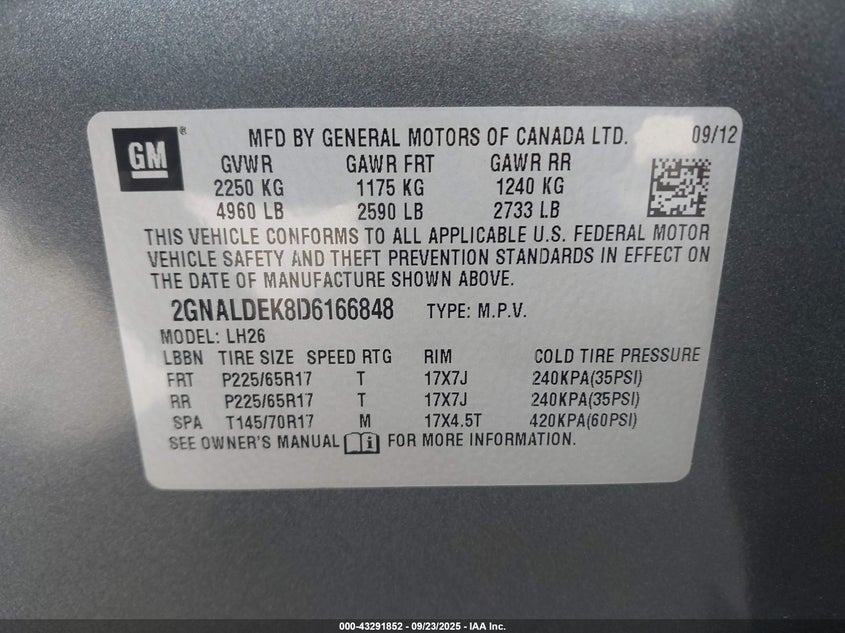 GM® MFD BY GENERAL MOTORS OF CANADA LTD. 09/12
GVWR GAWR FRT GAWR RR
2250 KG 1175 KG 1240 KG
4960 LB 2590 LB 2733 LB
THIS VEHICLE CONFORMS TO ALL APPLICABLE U.S. FEDERAL MOTOR
VEHICLE SAFETY AND THEFT PREVENTION STANDARDS IN EFFECT ON
THE DATE OF MANUFACTURE SHOWN ABOVE.
2GNALDEK8D6166848 TYPE: M.P.V.
MODEL: LH26
LBBN TIRE SIZE SPEED RTG RIM COLD TIRE PRESSURE
FRT P225/65R17 T 17X7J 240KPA(35PSI)
RR P225/65R17 T 17X7J 240KPA(35PSI)
SPA T145/70R17 M 17X4.5T 420KPA(60PSI)
SEE OWNER'S MANUAL i FOR MORE INFORMATION.
000-43291852 - 09/23/2025 - IAA Inc.